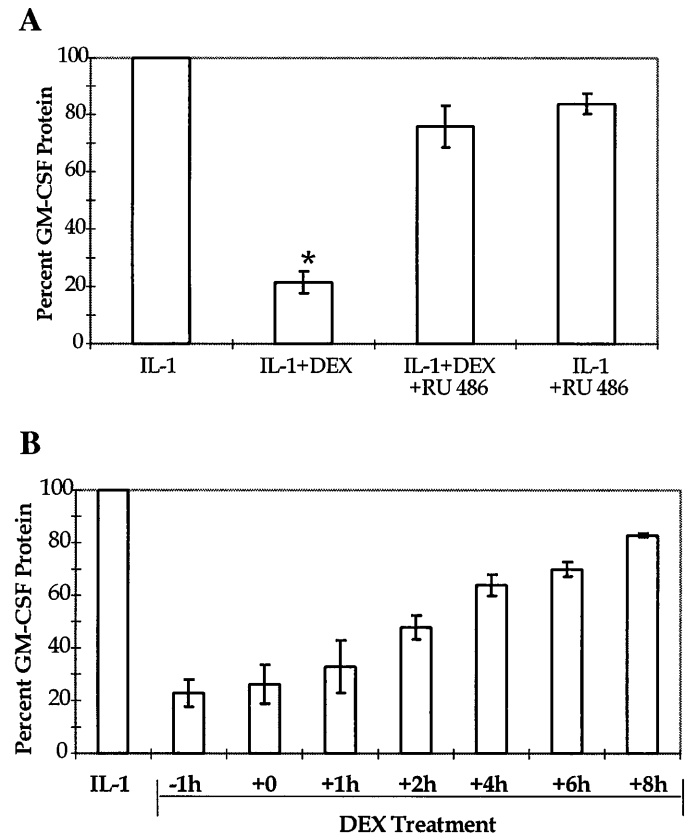 A
Percent GM-CSF Protein
100
80
60
40
20
0
*
IL-1
IL-1+DEX
IL-1+DEX
+RU 486
IL-1
+RU 486
B
Percent GM-CSF Protein
100
80
60
40
20
0
IL-1
-1h
+0
+1h
+2h
+4h
+6h
+8h
DEX Treatment